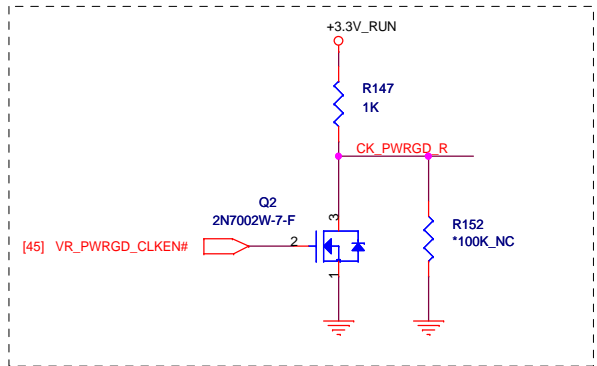 +3.3V_RUN
R147
1K
CK_PWRGD_R
Q2
2N7002W-7-F
3
R152
*100K_NC
[45] VR_PWRGD_CLKEN#
2
1